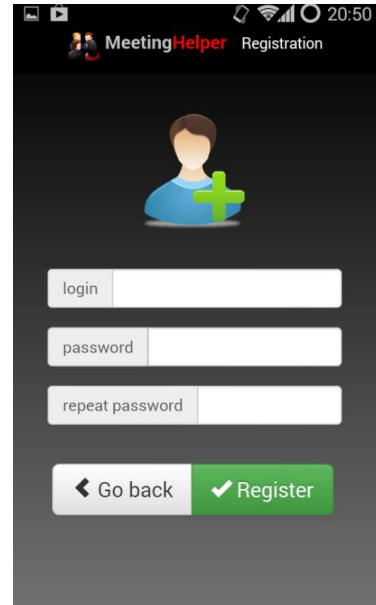 20:50
MeetingHelper Registration
login
password
repeat password
Go back Register